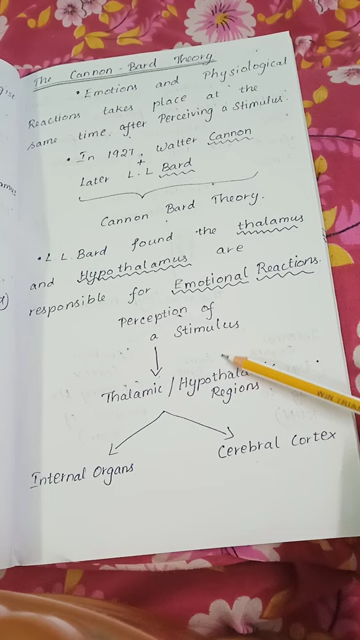 The Cannon-Bard Theory
• Emotions and Physiological
Reactions takes place at the
same time after Perceiving a Stimulus.
• In 1927, Walter Cannon
+
Later L.L Bard
Cannon Bard Theory.
• L L. Bard found the thalamus
and Hypothalamus are
responsible for Emotional Reactions.
Perception of
a Stimulus
Thalamic / Hypothala
Regions
Internal Organs
Cerebral Cortex